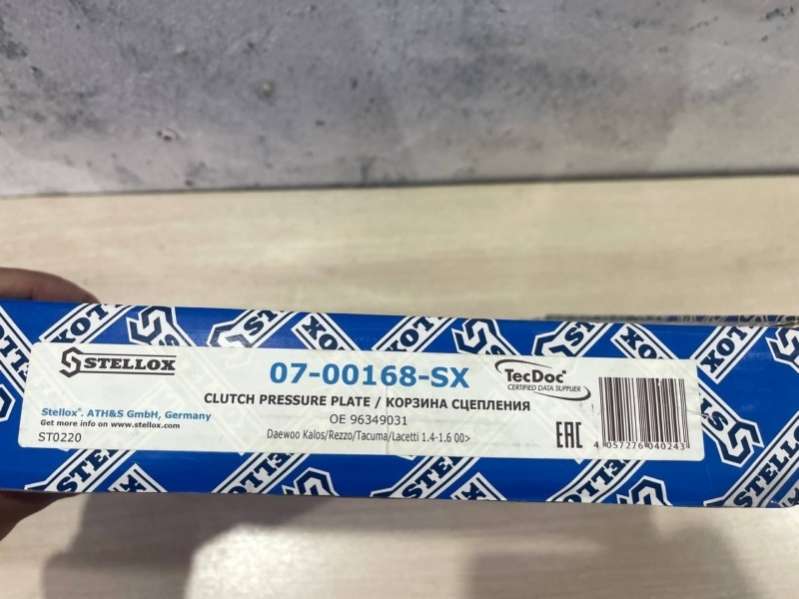 STELLOX
07-00168-SX
TecDoc
CERTIFIED DATA SUPPLIER
CLUTCH PRESSURE PLATE / КОРЗИНА СЦЕПЛЕНИЯ
Stellox®. ATH&S GmbH, Germany
OE 96349031
Get more info on www.stellox.com
ST0220
Daewoo Kalos/Rezzo/Tacuma/Lacetti 1.4-1.6 00>
EAC
4 057276 040243
STELLOX